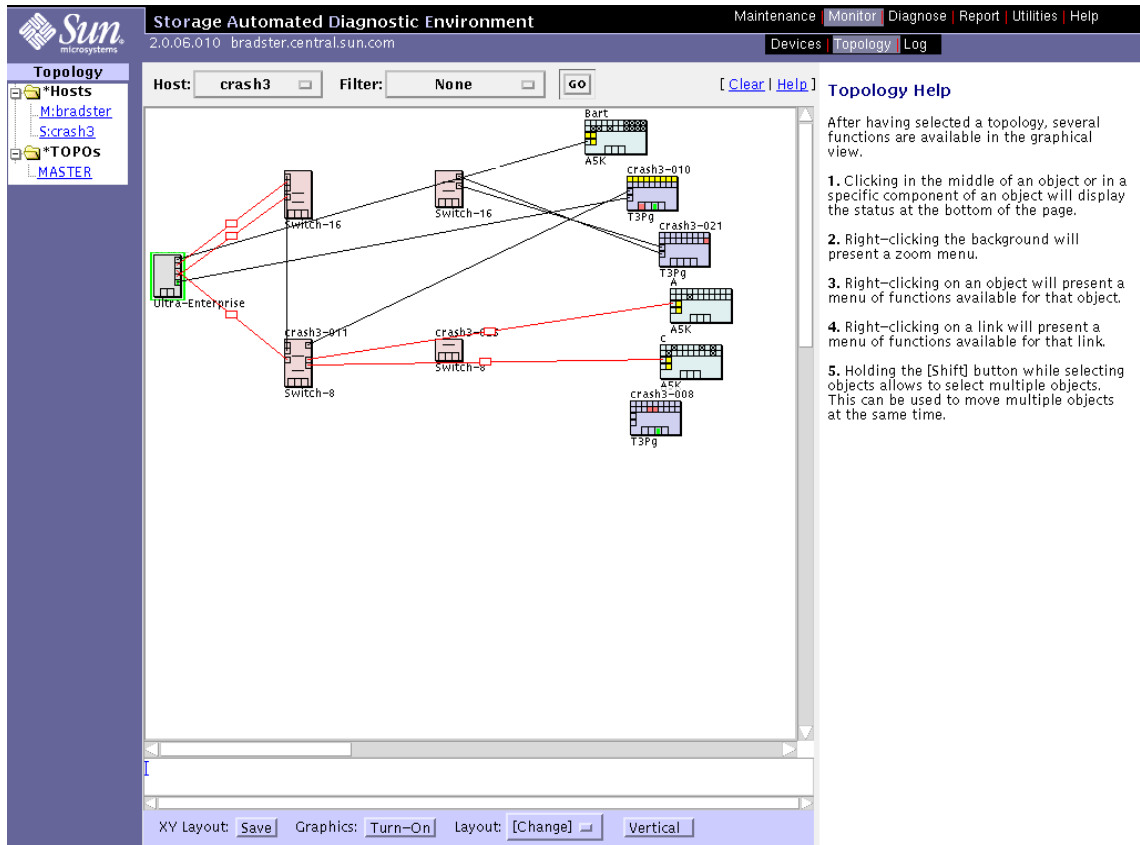 Sun
microsystems
Storage Automated Diagnostic Environment
2.0.06.010 bradster.central.sun.com
Maintenance | Monitor | Diagnose | Report | Utilities | Help
Devices | Topology | Log
Topology
*Hosts
M:bradster
S:crash3
*TOPOs
MASTER
Host: crash3 Filter: None GO [ Clear | Help ]
Bart
A5K
crash3-010
T3Pg
Switch-16
Switch-16
crash3-021
T3Pg
Ultra-Enterprise
A
A5K
crash3-011
Switch-8
Switch-8
C
A5K
crash3-008
T3Pg
XY Layout: Save Graphics: Turn-On Layout: [Change] Vertical
Topology Help
After having selected a topology, several
functions are available in the graphical
view.
1. Clicking in the middle of an object or in a
specific component of an object will display
the status at the bottom of the page.
2. Right-clicking the background will
present a zoom menu.
3. Right-clicking on an object will present a
menu of functions available for that object.
4. Right-clicking on a link will present a
menu of functions available for that link.
5. Holding the [Shift] button while selecting
objects allows to select multiple objects.
This can be used to move multiple objects
at the same time.